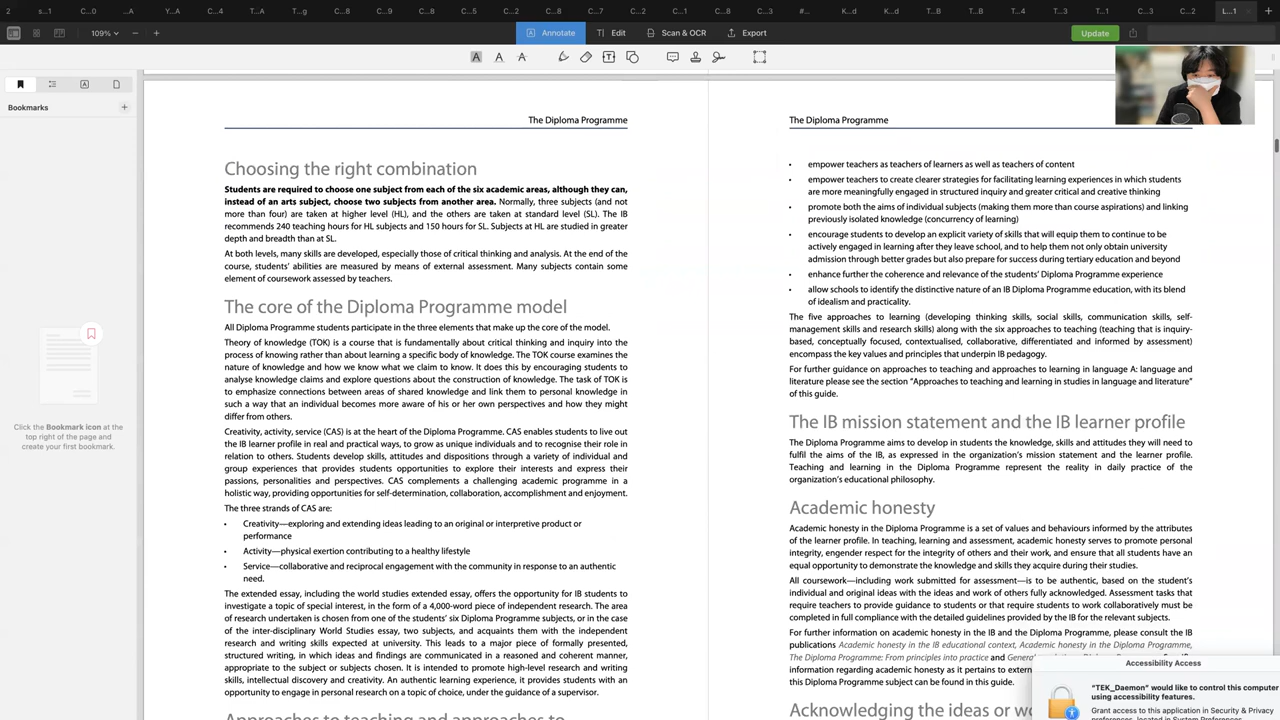 2 s...1 C... ...A Y...A C...4 T...g C...8 C...6 C...7 C...2 C...1 C...8 C...3 #... K...d T...B T...4 T...1 C...3 C...2 L...1
109% Annotate Edit Scan & OCR Export Update
Bookmarks +
Click the Bookmark icon at the
top right of the page and
create your first bookmark.
The Diploma Programme
Choosing the right combination
Students are required to choose one subject from each of the six academic areas, although they can,
instead of an arts subject, choose two subjects from another area. Normally, three subjects (and not
more than four) are taken at higher level (HL), and the others are taken at standard level (SL). The IB
recommends 240 teaching hours for HL subjects and 150 hours for SL. Subjects at HL are studied in greater
depth and breadth than at SL.
At both levels, many skills are developed, especially those of critical thinking and analysis. At the end of the
course, students' abilities are measured by means of external assessment. Many subjects contain some
element of coursework assessed by teachers.
The core of the Diploma Programme model
All Diploma Programme students participate in the three elements that make up the core of the model.
Theory of knowledge (TOK) is a course that is fundamentally about critical thinking and inquiry into the
process of knowing rather than about learning a specific body of knowledge. The TOK course examines the
nature of knowledge and how we know what we claim to know. It does this by encouraging students to
analyse knowledge claims and explore questions about the construction of knowledge. The task of TOK is
to emphasize connections between areas of shared knowledge and link them to personal knowledge in
such a way that an individual becomes more aware of his or her own perspectives and how they might
differ from others.
Creativity, activity, service (CAS) is at the heart of the Diploma Programme. CAS enables students to live out
the IB learner profile in real and practical ways, to grow as unique individuals and to recognise their role in
relation to others. Students develop skills, attitudes and dispositions through a variety of individual and
group experiences that provides students opportunities to explore their interests and express their
passions, personalities and perspectives. CAS complements a challenging academic programme in a
holistic way, providing opportunities for self-determination, collaboration, accomplishment and enjoyment.
The three strands of CAS are:
• Creativity—exploring and extending ideas leading to an original or interpretive product or
performance
• Activity—physical exertion contributing to a healthy lifestyle
• Service—collaborative and reciprocal engagement with the community in response to an authentic
need.
The extended essay, including the world studies extended essay, offers the opportunity for IB students to
investigate a topic of special interest, in the form of a 4,000-word piece of independent research. The area
of research undertaken is chosen from one of the students' six Diploma Programme subjects, or in the case
of the inter-disciplinary World Studies essay, two subjects, and acquaints them with the independent
research and writing skills expected at university. This leads to a major piece of formally presented,
structured writing, in which ideas and findings are communicated in a reasoned and coherent manner,
appropriate to the subject or subjects chosen. It is intended to promote high-level research and writing
skills, intellectual discovery and creativity. An authentic learning experience, it provides students with an
opportunity to engage in personal research on a topic of choice, under the guidance of a supervisor.
Approaches to teaching and approaches to
The Diploma Programme
• empower teachers as teachers of learners as well as teachers of content
• empower teachers to create clearer strategies for facilitating learning experiences in which students
are more meaningfully engaged in structured inquiry and greater critical and creative thinking
• promote both the aims of individual subjects (making them more than course aspirations) and linking
previously isolated knowledge (concurrency of learning)
• encourage students to develop an explicit variety of skills that will equip them to continue to be
actively engaged in learning after they leave school, and to help them not only obtain university
admission through better grades but also prepare for success during tertiary education and beyond
• enhance further the coherence and relevance of the students' Diploma Programme experience
• allow schools to identify the distinctive nature of an IB Diploma Programme education, with its blend
of idealism and practicality.
The five approaches to learning (developing thinking skills, social skills, communication skills, self-
management skills and research skills) along with the six approaches to teaching (teaching that is inquiry-
based, conceptually focused, contextualised, collaborative, differentiated and informed by assessment)
encompass the key values and principles that underpin IB pedagogy.
For further guidance on approaches to teaching and approaches to learning in language A: language and
literature please see the section "Approaches to teaching and learning in studies in language and literature"
of this guide.
The IB mission statement and the IB learner profile
The Diploma Programme aims to develop in students the knowledge, skills and attitudes they will need to
fulfil the aims of the IB, as expressed in the organization's mission statement and the learner profile.
Teaching and learning in the Diploma Programme represent the reality in daily practice of the
organization's educational philosophy.
Academic honesty
Academic honesty in the Diploma Programme is a set of values and behaviours informed by the attributes
of the learner profile. In teaching, learning and assessment, academic honesty serves to promote personal
integrity, engender respect for the integrity of others and their work, and ensure that all students have an
equal opportunity to demonstrate the knowledge and skills they acquire during their studies.
All coursework—including work submitted for assessment—is to be authentic, based on the student's
individual and original ideas with the ideas and work of others fully acknowledged. Assessment tasks that
require teachers to provide guidance to students or that require students to work collaboratively must be
completed in full compliance with the detailed guidelines provided by the IB for the relevant subjects.
For further information on academic honesty in the IB and the Diploma Programme, please consult the IB
publications Academic honesty in the IB educational context, Academic honesty in the Diploma Programme,
The Diploma Programme: From principles into practice and
information regarding academic honesty as it pertains to
this Diploma Programme subject can be found in this guide.
Acknowledging the ideas or
Accessibility Access
"TEK_Daemon" would like to control this computer
using accessibility features.
Grant access to this application in Security & Privacy